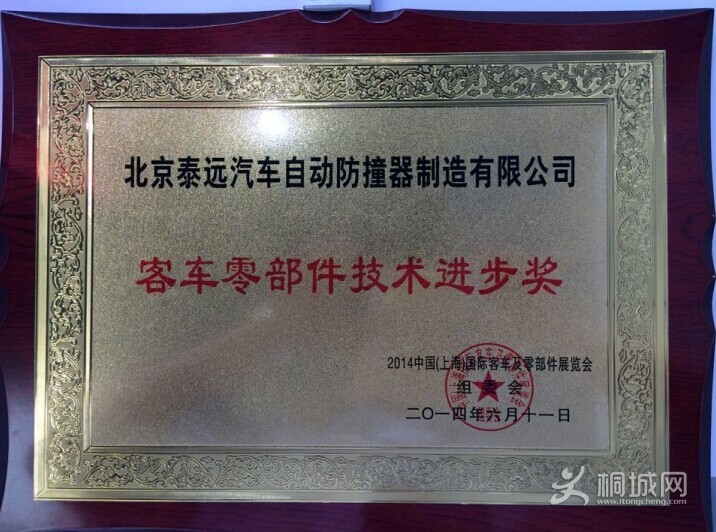 北京泰远汽车自动防撞器制造有限公司
客车零部件技术进步奖
2014中国(上海)国际客车及零部件展览会
组委会
二〇一四年六月十一日
桐城网
www.itongcheng.com